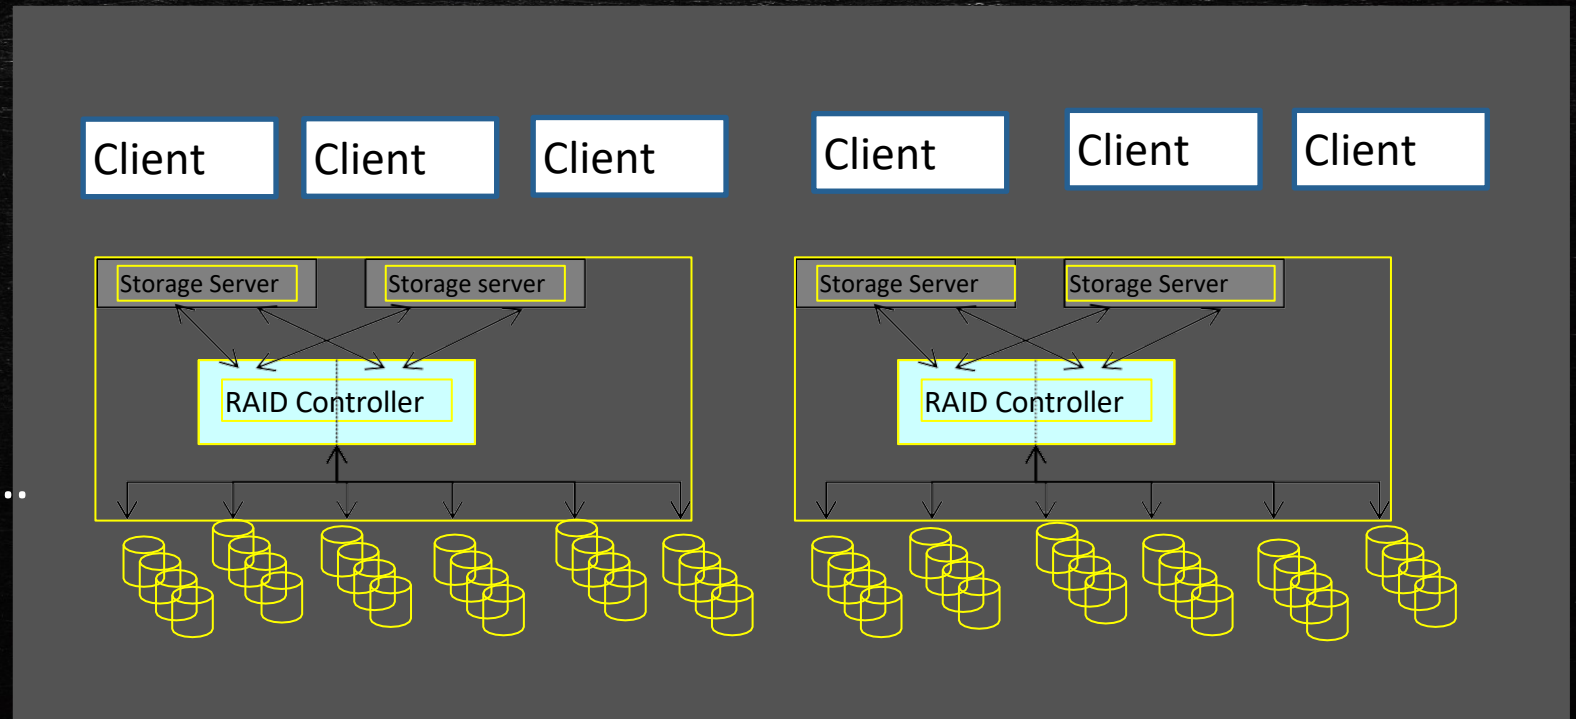 Client
Client
Client
Client
Client
Client
Storage Server
Storage server
Storage Server
Storage Server
RAID Controller
RAID Controller
..